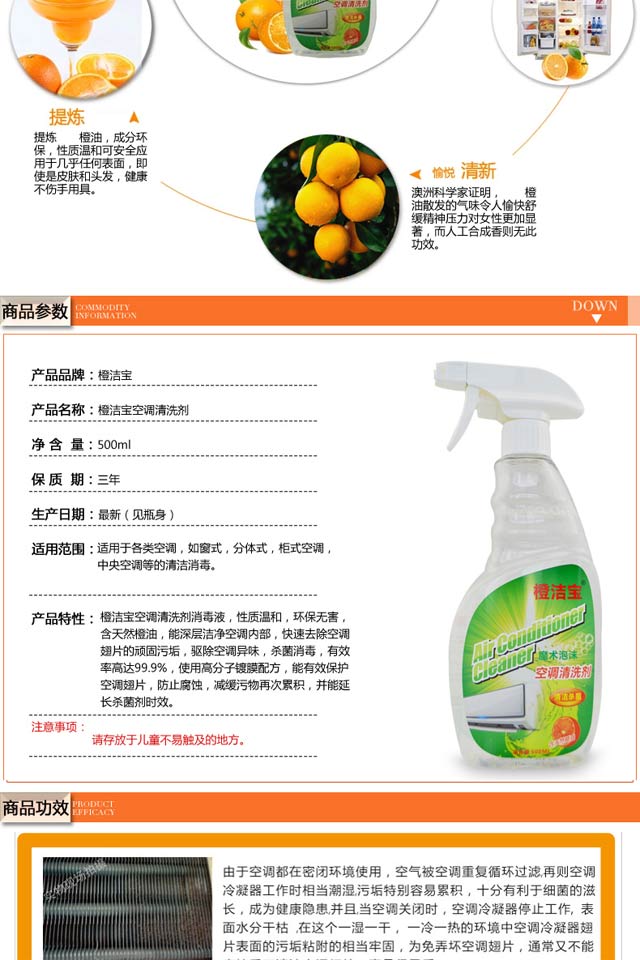 提炼
提炼 橙油，成分环
保，性质温和可安全应
用于几乎任何表面，即
使是皮肤和头发，健康
不伤手用具。
愉悦 清新
澳洲科学家证明， 橙
油散发的气味令人愉快舒
缓精神压力对女性更加显
著，而人工合成香则无此
功效。
商品参数
COMMODITY
INFORMATION
DOWN
产品品牌：橙洁宝
产品名称：橙洁宝空调清洗剂
净 含 量：500ml
保 质 期：三年
生产日期：最新（见瓶身）
适用范围：适用于各类空调，如窗式，分体式，柜式空调，
中央空调等的清洁消毒。
产品特性：橙洁宝空调清洗剂消毒液，性质温和，环保无害，
含天然橙油，能深层洁净空调内部，快速去除空调
翅片的顽固污垢，驱除空调异味，杀菌消毒，有效
率高达99.9%，使用高分子镀膜配方，能有效保护
空调翅片，防止腐蚀，减缓污物再次累积，并能延
长杀菌剂时效。
注意事项：
请存放于儿童不易触及的地方。
橙洁宝
Air Conditioner
Cleaner 魔术泡沫
空调清洗剂
清洁杀菌
商品功效
PRODUCT
EFFICACY
实物现场拍摄
由于空调都在密闭环境使用，空气被空调重复循环过滤,再则空调
冷凝器工作时相当潮湿,污垢特别容易累积，十分有利于细菌的滋
长，成为健康隐患,并且,当空调关闭时，空调冷凝器停止工作, 表
面水分干枯 ,在这个一湿一干， 一冷一热的环境中空调冷凝器翅
片表面的污垢粘附的相当牢固，为免弄坏空调翅片，通常又不能